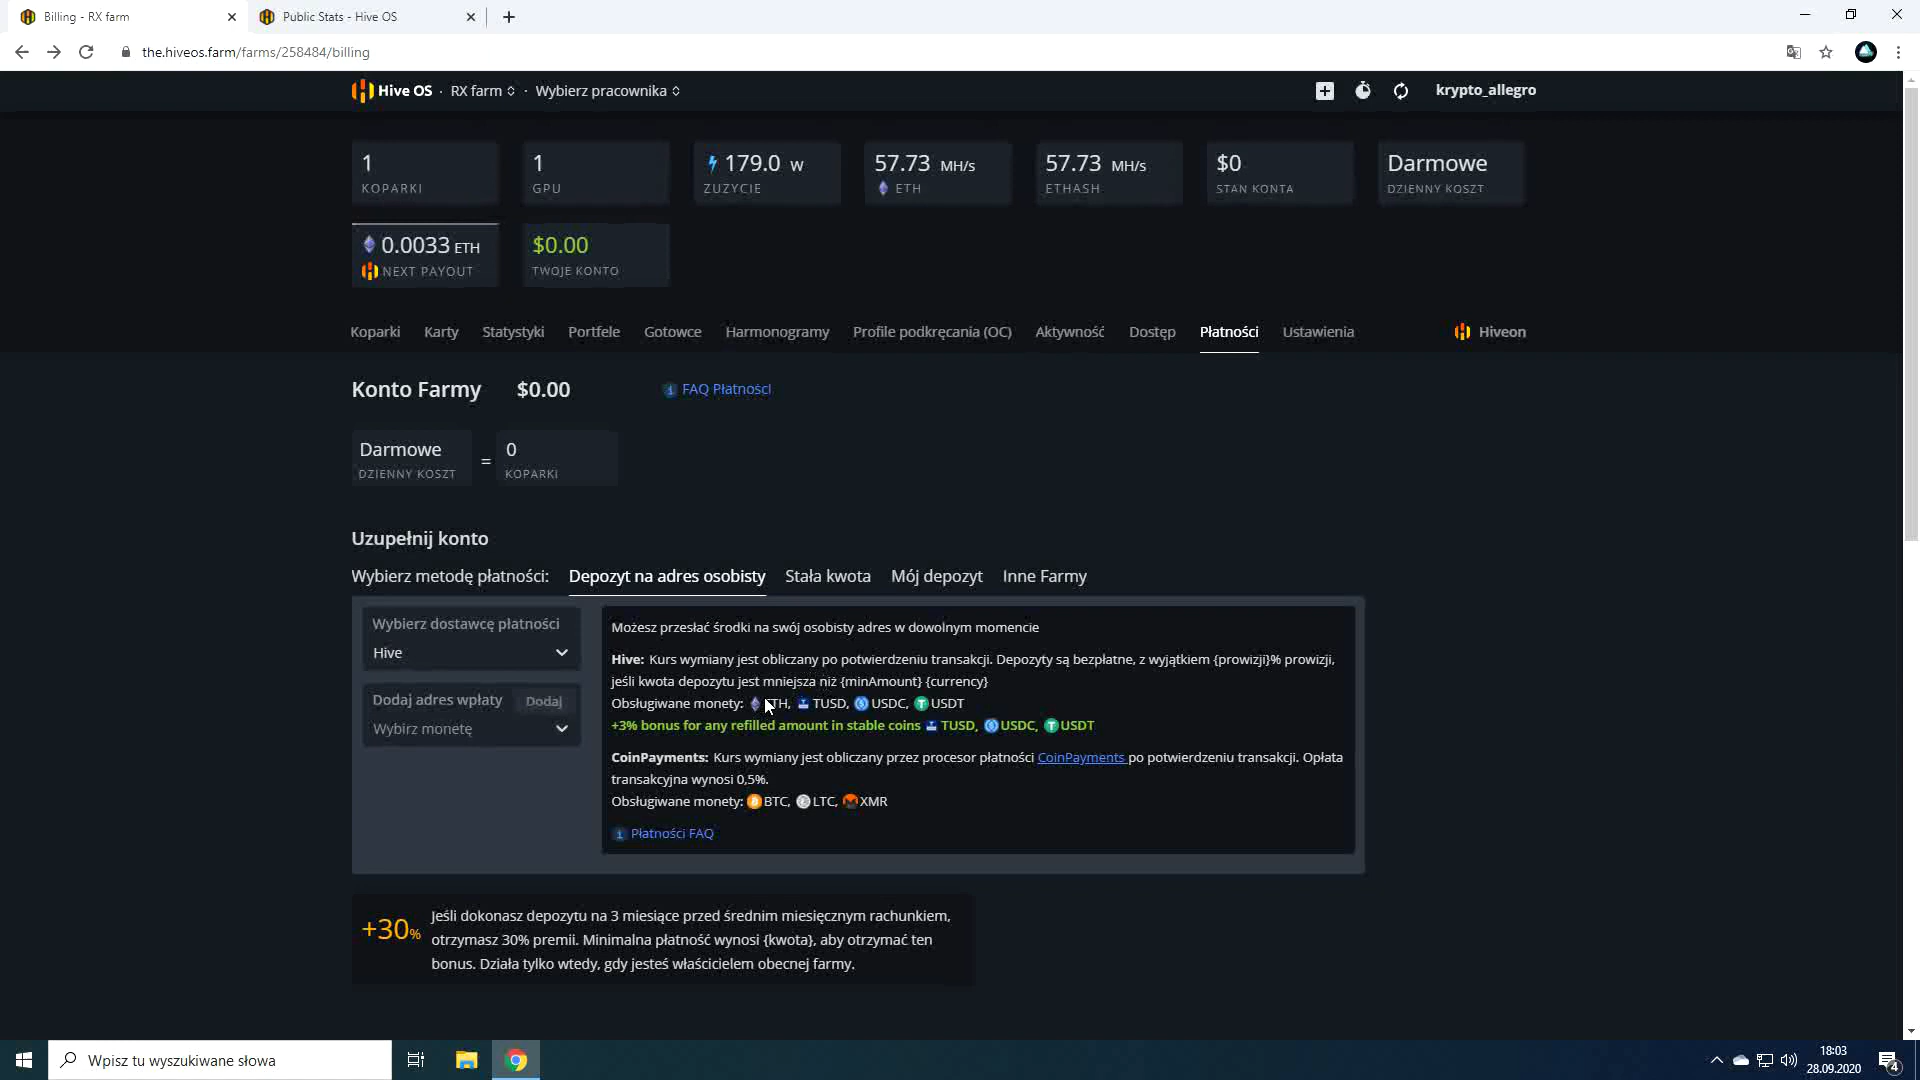 Billing - RX farm
Public Stats - Hive OS
the.hiveos.farm/farms/258484/billing
Hive OS · RX farm · Wybierz pracownika
krypto_allegro
1
KOPARKI
1
GPU
179.0 W
ZUŻYCIE
57.73 MH/s
ETH
57.73 MH/s
ETHASH
$0
STAN KONTA
Darmowe
DZIENNY KOSZT
0.0033 ETH
NEXT PAYOUT
$0.00
TWOJE KONTO
Koparki Karty Statystyki Portfele Gotowce Harmonogramy Profile podkręcania (OC) Aktywność Dostęp Płatności Ustawienia Hiveon
Konto Farmy $0.00 FAQ Płatności
Darmowe
DZIENNY KOSZT
=
0
KOPARKI
Uzupełnij konto
Wybierz metodę płatności: Depozyt na adres osobisty Stała kwota Mój depozyt Inne Farmy
Wybierz dostawcę płatności
Hive
Dodaj adres wpłaty Dodaj
Wybirz monetę
Możesz przesłać środki na swój osobisty adres w dowolnym momencie
Hive: Kurs wymiany jest obliczany po potwierdzeniu transakcji. Depozyty są bezpłatne, z wyjątkiem {prowizji}% prowizji,
jeśli kwota depozytu jest mniejsza niż {minAmount} {currency}
Obsługiwane monety: ETH, TUSD, USDC, USDT
+3% bonus for any refilled amount in stable coins TUSD, USDC, USDT
CoinPayments: Kurs wymiany jest obliczany przez procesor płatności CoinPayments po potwierdzeniu transakcji. Opłata
transakcyjna wynosi 0,5%.
Obsługiwane monety: BTC, LTC, XMR
Płatności FAQ
+30%
Jeśli dokonasz depozytu na 3 miesiące przed średnim miesięcznym rachunkiem,
otrzymasz 30% premii. Minimalna płatność wynosi {kwota}, aby otrzymać ten
bonus. Działa tylko wtedy, gdy jesteś właścicielem obecnej farmy.
Wpisz tu wyszukiwane słowa
18:03
28.09.2020
4